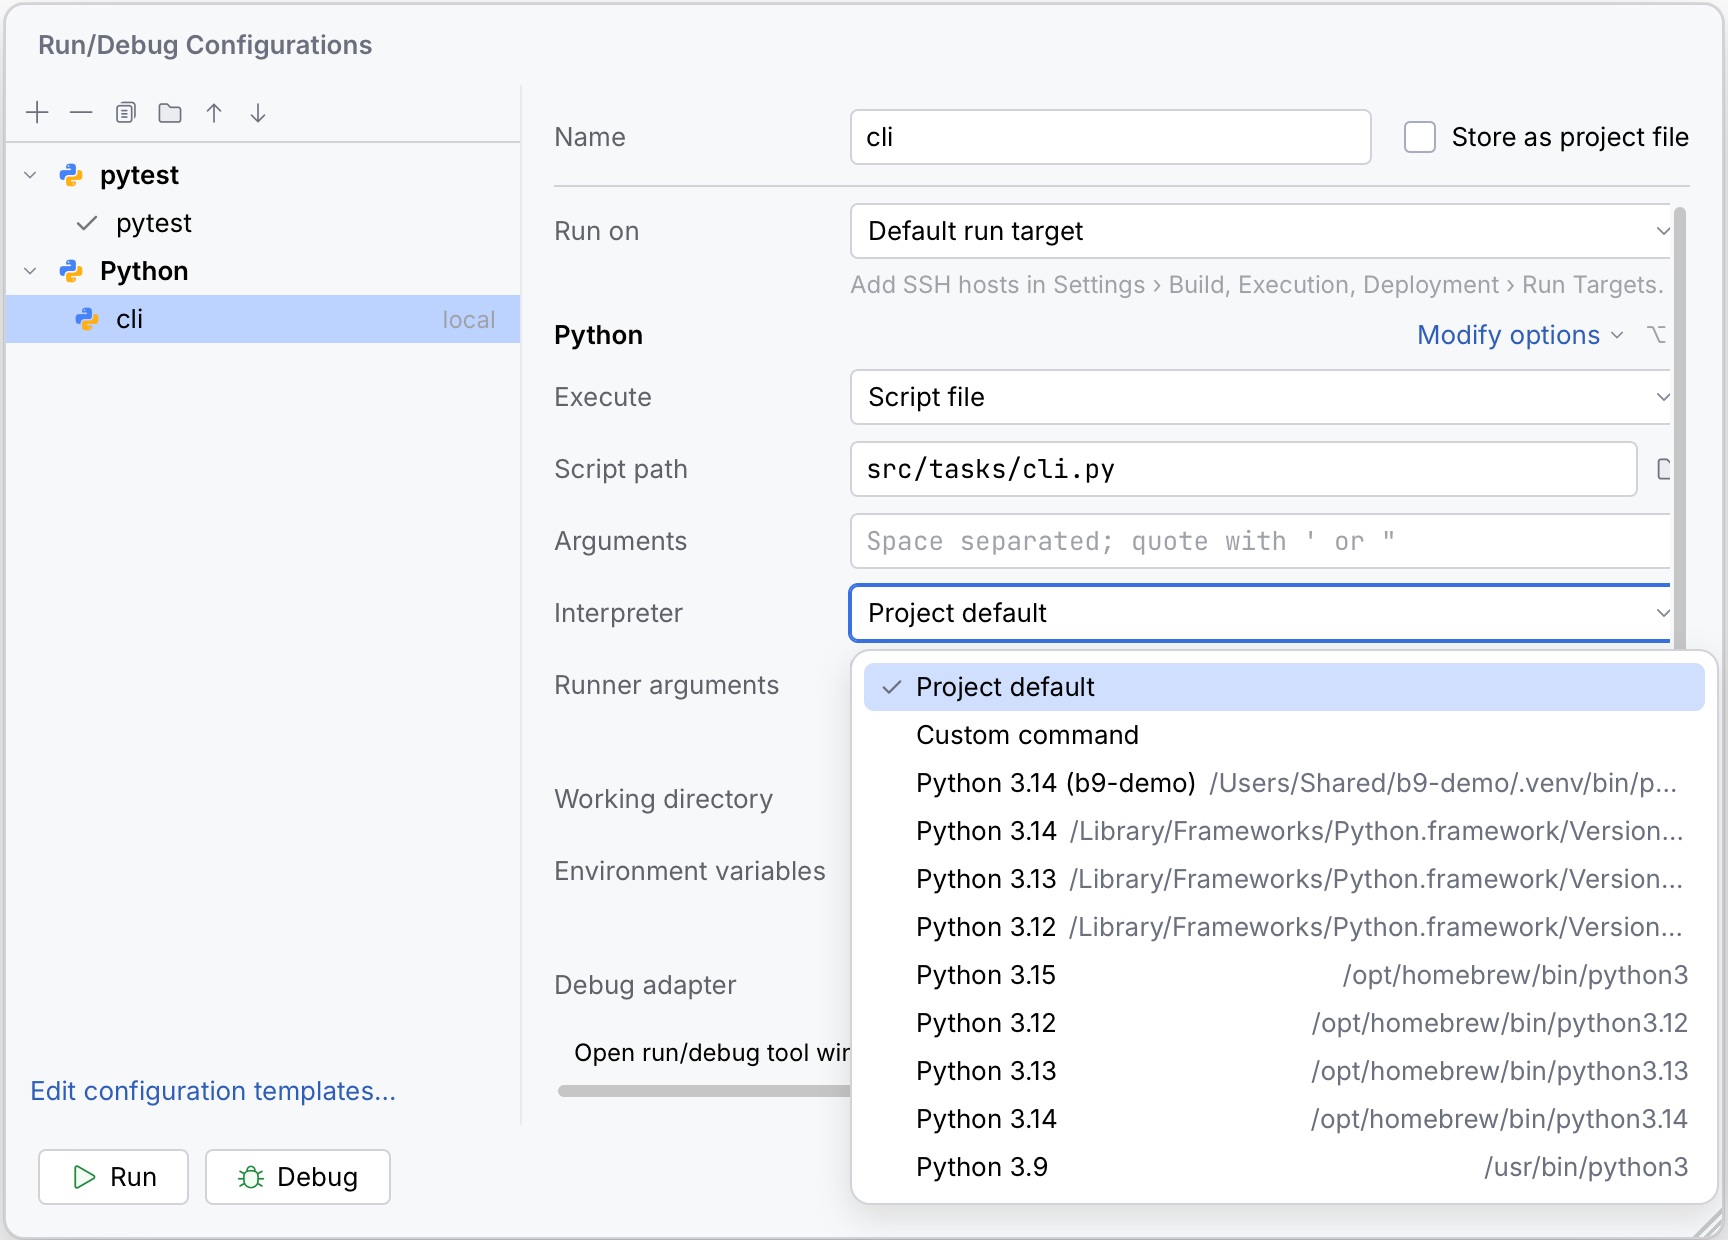 Run/Debug Configurations
pytest
pytest
Python
cli local
Edit configuration templates...
Run
Debug
Name cli Store as project file
Run on Default run target
Add SSH hosts in Settings › Build, Execution, Deployment › Run Targets.
Python Modify options ⌥
Execute Script file
Script path src/tasks/cli.py
Arguments Space separated; quote with ' or "
Interpreter Project default
Runner arguments
Working directory
Environment variables
Debug adapter
Open run/debug tool wir
Project default
Custom command
Python 3.14 (b9-demo) /Users/Shared/b9-demo/.venv/bin/p...
Python 3.14 /Library/Frameworks/Python.framework/Version...
Python 3.13 /Library/Frameworks/Python.framework/Version...
Python 3.12 /Library/Frameworks/Python.framework/Version...
Python 3.15 /opt/homebrew/bin/python3
Python 3.12 /opt/homebrew/bin/python3.12
Python 3.13 /opt/homebrew/bin/python3.13
Python 3.14 /opt/homebrew/bin/python3.14
Python 3.9 /usr/bin/python3